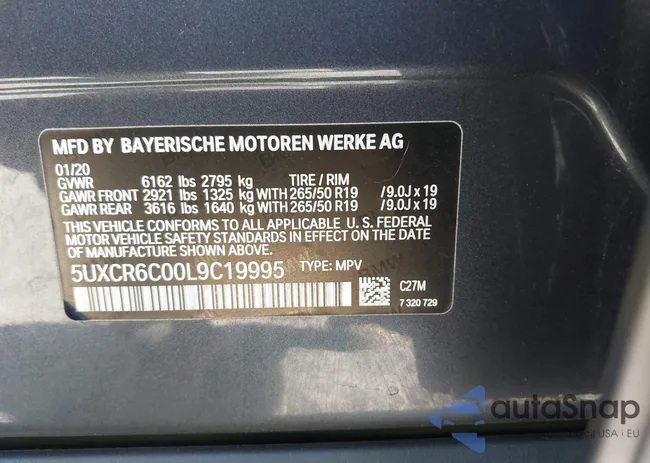 MFD BY BAYERISCHE MOTOREN WERKE AG
01/20
GVWR 6162 lbs 2795 kg TIRE / RIM
GAWR FRONT 2921 lbs 1325 kg WITH 265/50 R19 /9.0J x 19
GAWR REAR 3616 lbs 1640 kg WITH 265/50 R19 /9.0J x 19
THIS VEHICLE CONFORMS TO ALL APPLICABLE U. S. FEDERAL
MOTOR VEHICLE SAFETY STANDARDS IN EFFECT ON THE DATE
OF MANUFACTURE SHOWN ABOVE.
5UXCR6C00L9C19995 TYPE: MPV
C27M
7 320 729
autoSnap
USA · EU